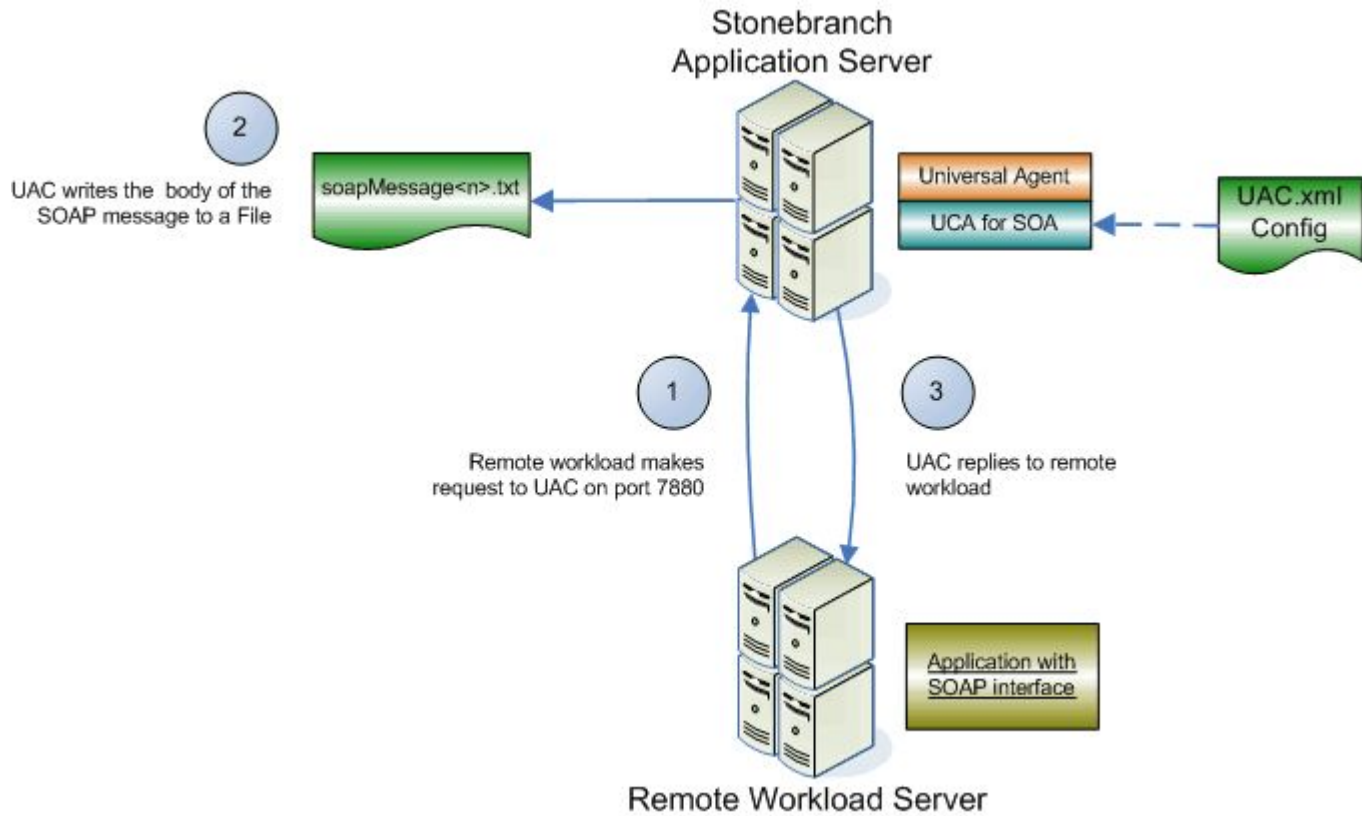 Stonebranch
Application Server
2
UAC writes the body of the
SOAP message to a File
soapMessage<n>.txt
Universal Agent
UCA for SOA
UAC.xml
Config
1
Remote workload makes
request to UAC on port 7880
3
UAC replies to remote
workload
Application with
SOAP interface
Remote Workload Server